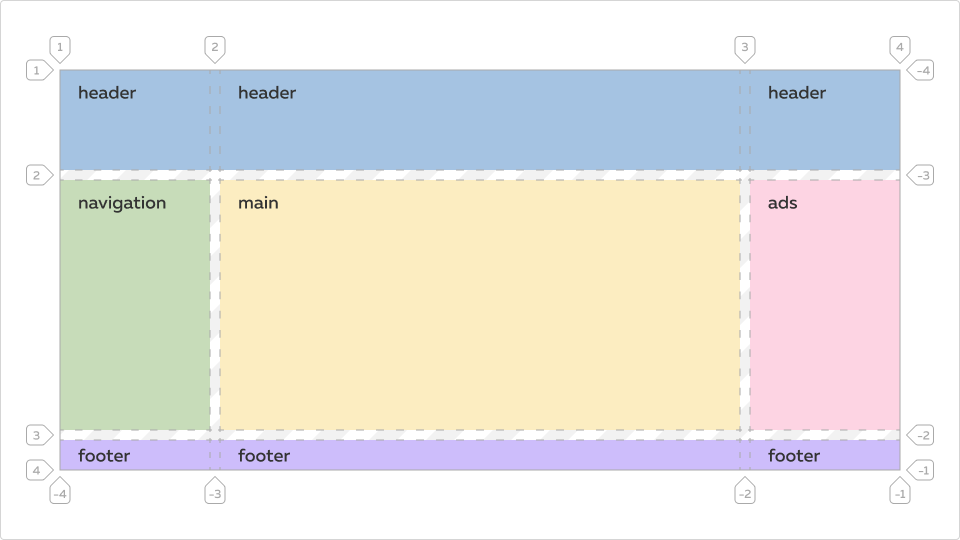 1 2 3 4
1 header header header -4
2 -3
navigation main ads
3 -2
footer footer footer
4 -1
-4 -3 -2 -1